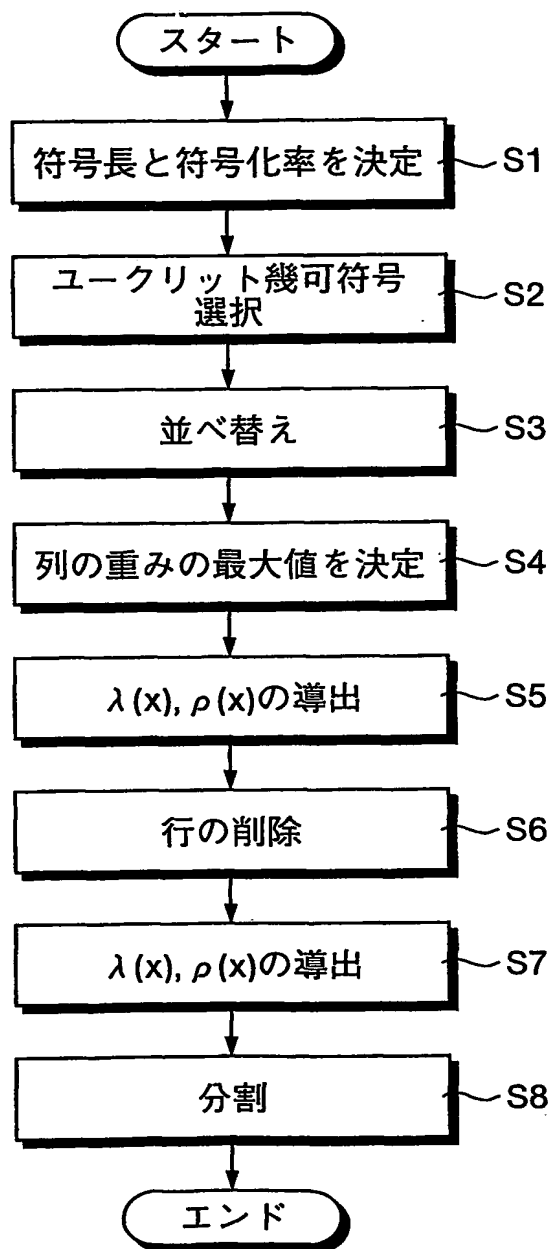 スタート
符号長と符号化率を決定
S1
ユークリット幾可符号
選択
S2
並べ替え
S3
列の重みの最大値を決定
S4
λ(x), ρ(x)の導出
S5
行の削除
S6
λ(x), ρ(x)の導出
S7
分割
S8
エンド